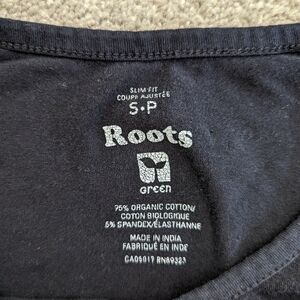 SLIM FIT
COUPE AJUSTÉE
S•P
Roots
Green
95% ORGANIC COTTON/
COTON BIOLOGIQUE
5% SPANDEX/ÉLASTHANNE
MADE IN INDIA
FABRIQUÉ EN INDE
CA05017 RN89323